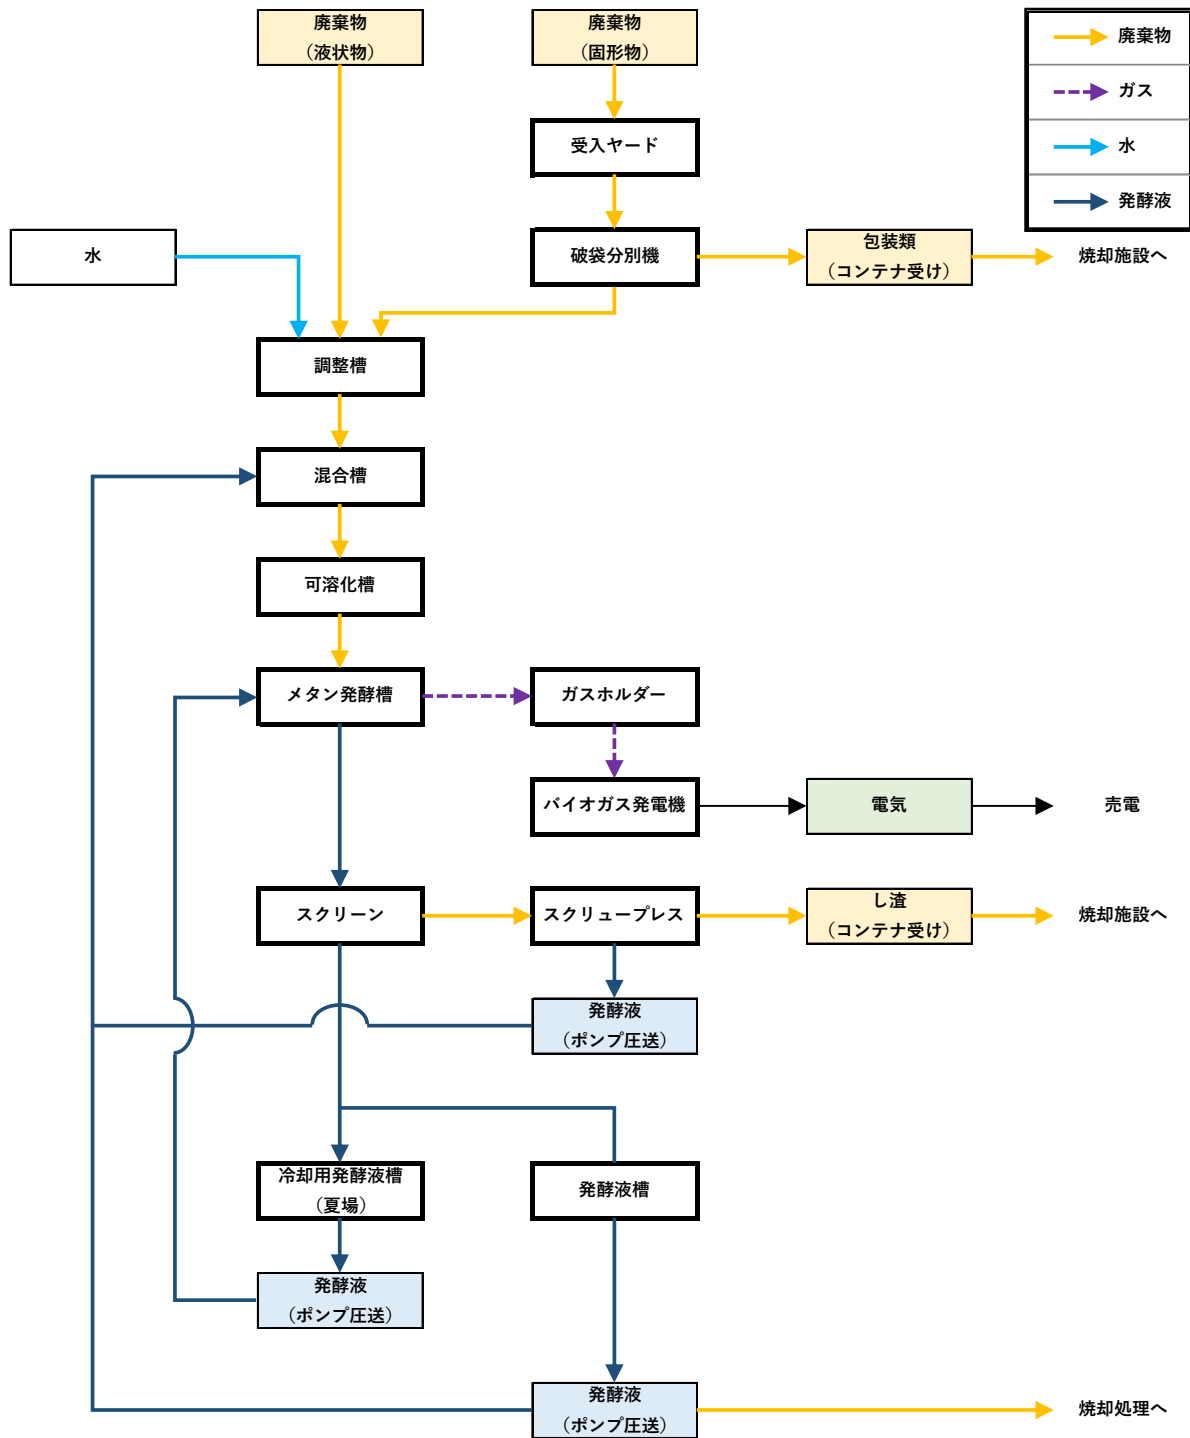 廃棄物
（液状物）
廃棄物
（固形物）
廃棄物
ガス
水
発酵液
受入ヤード
水
破袋分別機
包装類
（コンテナ受け）
焼却施設へ
調整槽
混合槽
可溶化槽
メタン発酵槽
ガスホルダー
バイオガス発電機
電気
売電
スクリーン
スクリュープレス
し渣
（コンテナ受け）
焼却施設へ
発酵液
（ポンプ圧送）
冷却用発酵液槽
（夏場）
発酵液槽
発酵液
（ポンプ圧送）
発酵液
（ポンプ圧送）
焼却処理へ